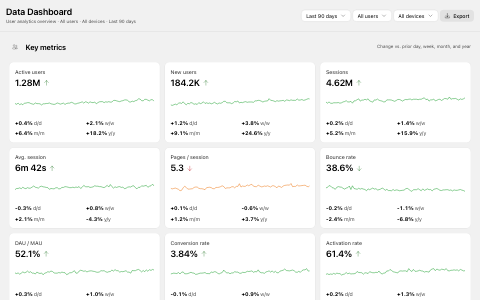 Data Dashboard
User analytics overview · All users · All devices · Last 90 days
Last 90 days
All users
All devices
Export
Key metrics
Change vs. prior day, week, month, and year
Active users
1.28M ↑
+0.4% d/d +2.1% w/w
+6.4% m/m +18.2% y/y
New users
184.2K ↑
+1.2% d/d +3.8% w/w
+9.1% m/m +24.6% y/y
Sessions
4.62M ↑
+0.2% d/d +1.4% w/w
+5.2% m/m +15.9% y/y
Avg. session
6m 42s ↑
-0.3% d/d +0.8% w/w
+2.1% m/m -4.3% y/y
Pages / session
5.3 ↓
+0.1% d/d -0.6% w/w
+1.2% m/m +3.7% y/y
Bounce rate
38.6% ↓
-0.2% d/d -1.1% w/w
-2.4% m/m -6.8% y/y
DAU / MAU
52.1% ↑
+0.3% d/d +1.0% w/w
Conversion rate
3.84% ↑
-0.1% d/d +0.9% w/w
Activation rate
61.4% ↑
+0.2% d/d +1.3% w/w